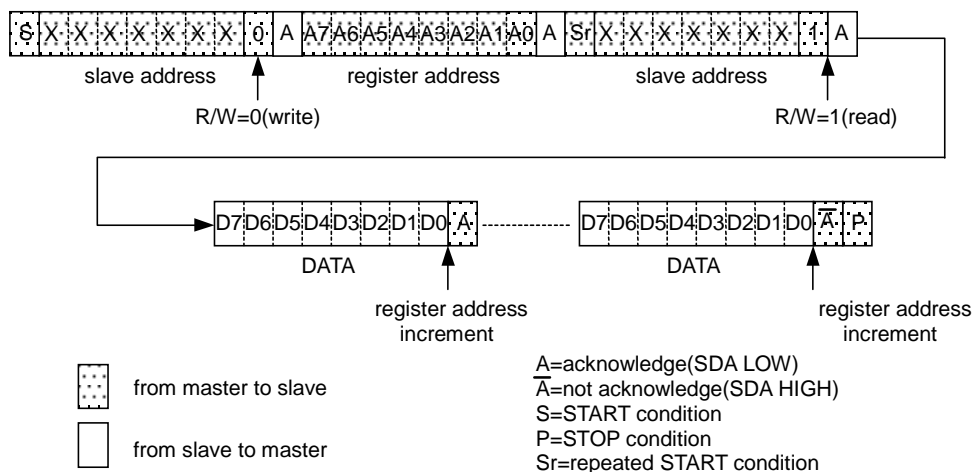 S X X X X X X X 0 A A7 A6 A5 A4 A3 A2 A1 A0 A Sr X X X X X X X 1 A
slave address register address slave address
R/W=0(write) R/W=1(read)
D7 D6 D5 D4 D3 D2 D1 D0 A D7 D6 D5 D4 D3 D2 D1 D0 A̅ P
DATA DATA
register address register address
increment increment
A=acknowledge(SDA LOW)
from master to slave
A̅=not acknowledge(SDA HIGH)
S=START condition
P=STOP condition
from slave to master
Sr=repeated START condition